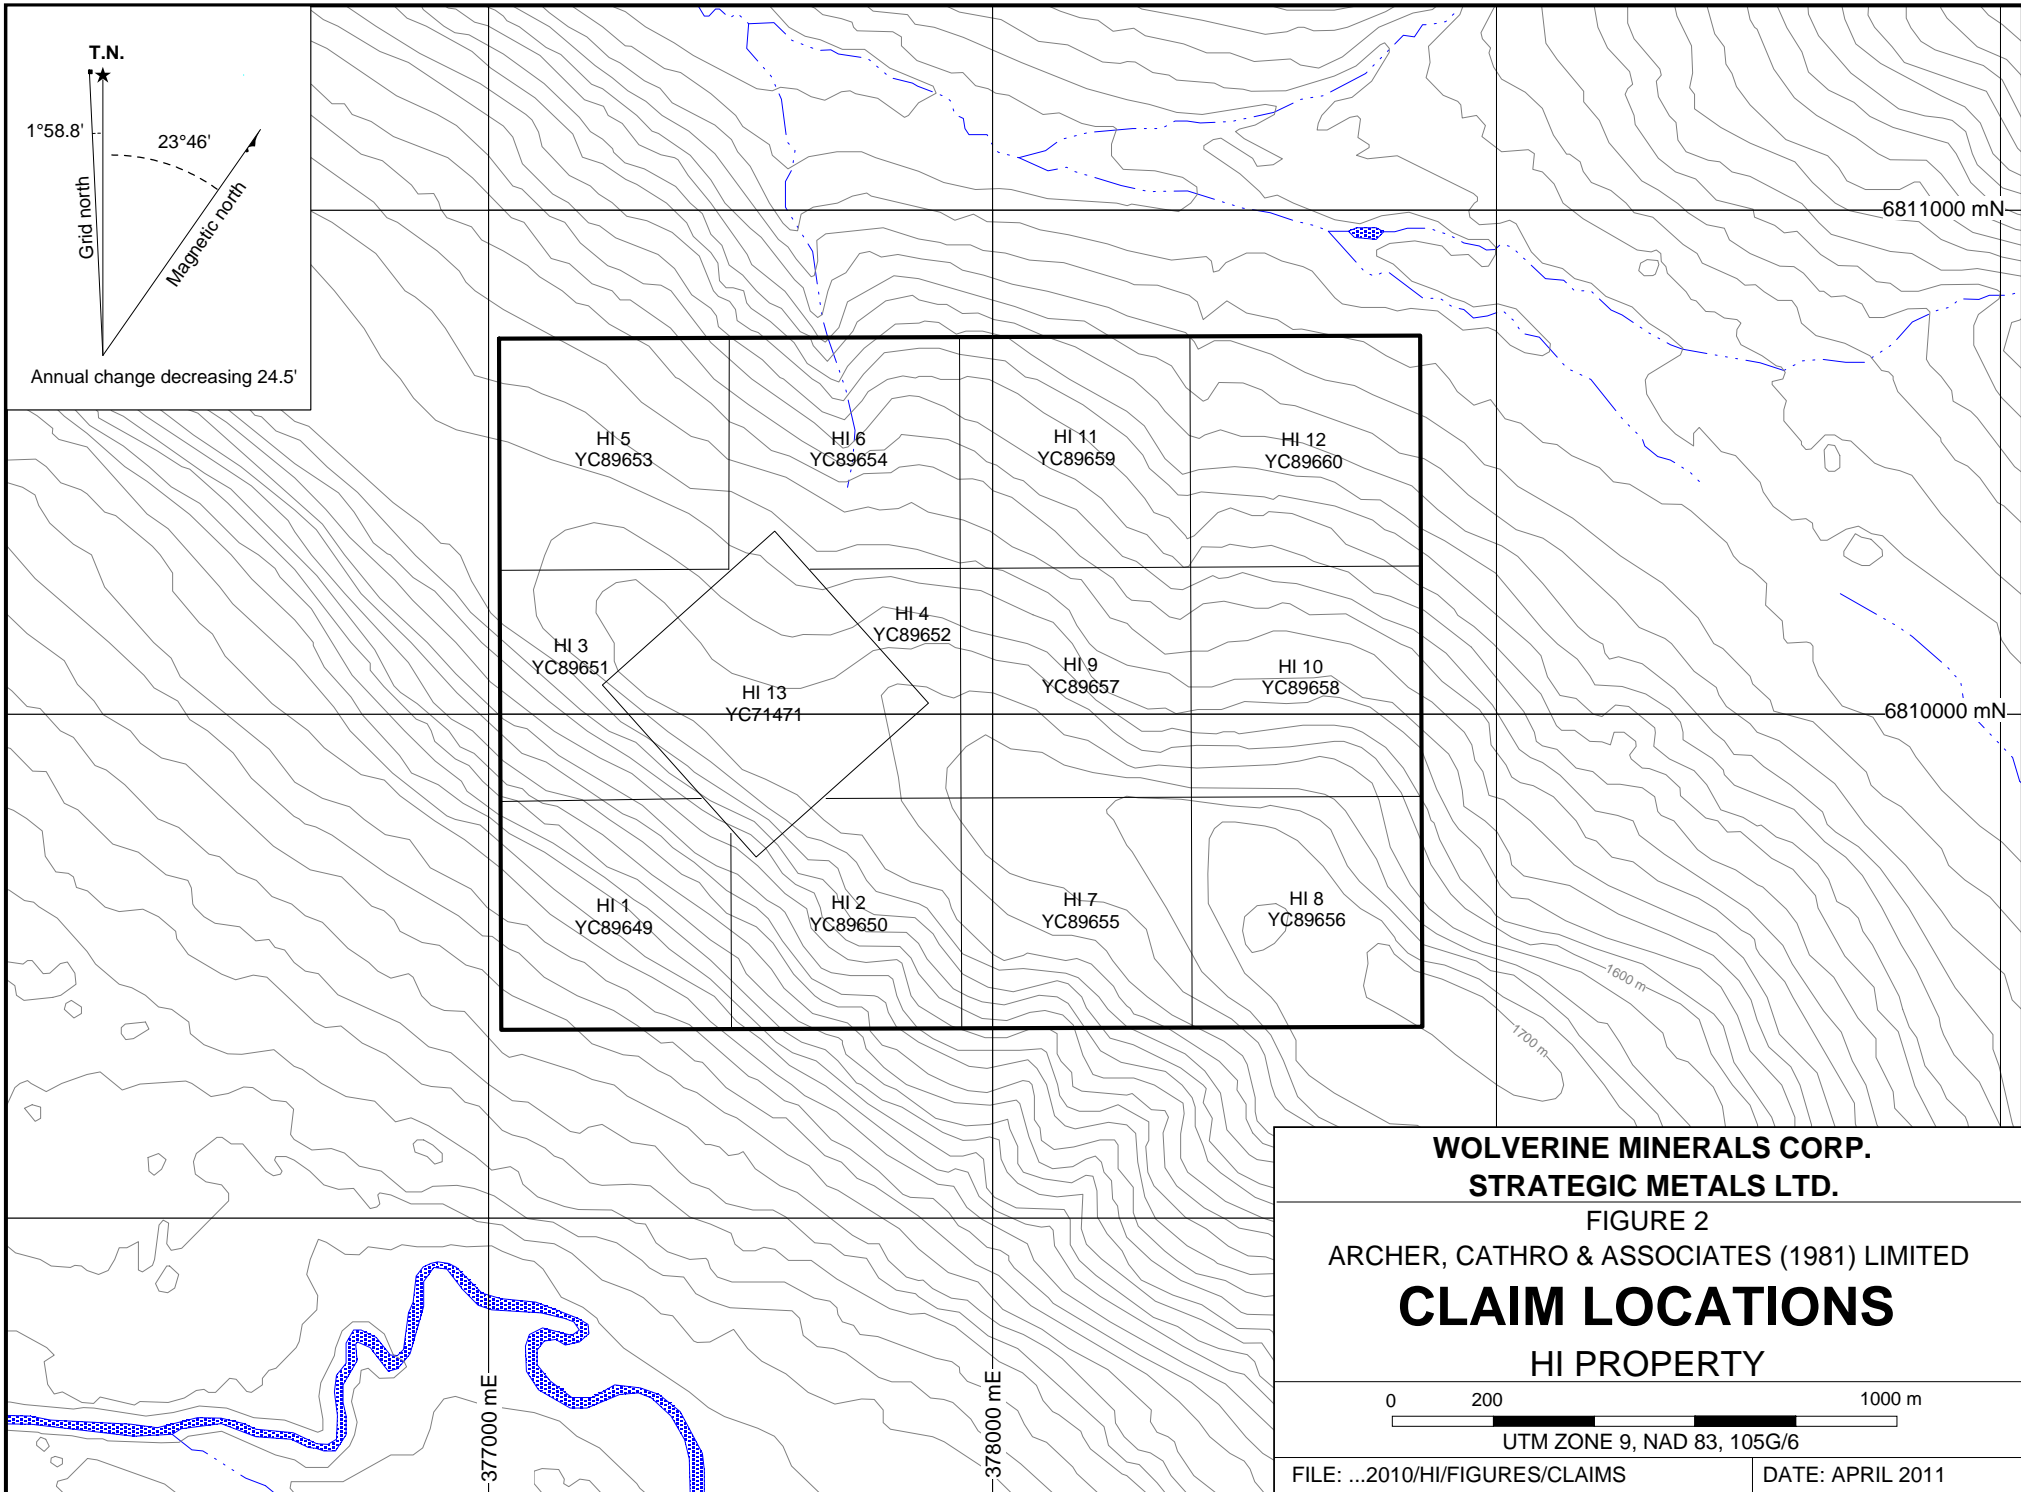 T.N.
1°58.8'
23°46'
Grid north
Magnetic north
Annual change decreasing 24.5'
6811000 mN
HI 5
YC89653
HI 6
YC89654
HI 11
YC89659
HI 12
YC89660
HI 3
YC89651
HI 4
YC89652
HI 13
YC71471
HI 9
YC89657
HI 10
YC89658
6810000 mN
HI 1
YC89649
HI 2
YC89650
HI 7
YC89655
HI 8
YC89656
1600 m
1700 m
377000 mE
378000 mE
WOLVERINE MINERALS CORP.
STRATEGIC METALS LTD.
FIGURE 2
ARCHER, CATHRO & ASSOCIATES (1981) LIMITED
CLAIM LOCATIONS
HI PROPERTY
0 200 1000 m
UTM ZONE 9, NAD 83, 105G/6
FILE: ...2010/HI/FIGURES/CLAIMS
DATE: APRIL 2011